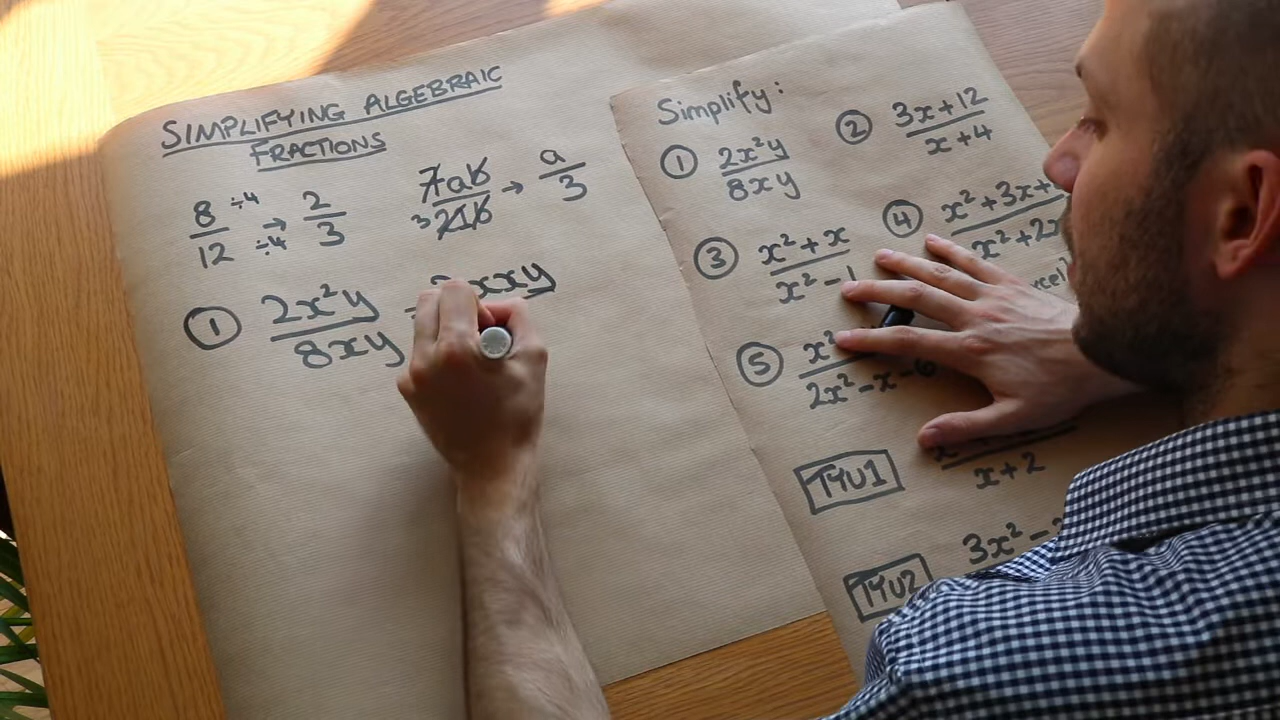 SIMPLIFYING ALGEBRAIC
FRACTIONS
8 ÷4 → 2
12 ÷4 3
7ab → a
3 21b 3
① 2x²y = 2xxy
8xy
Simplify:
① 2x²y
8xy
② 3x+12
x+4
③ x²+x
x²-1
④ x²+3x+
x²+2x
⑤ x²
2x²-x-6
TYU1
x+2
TYU2 3x²-